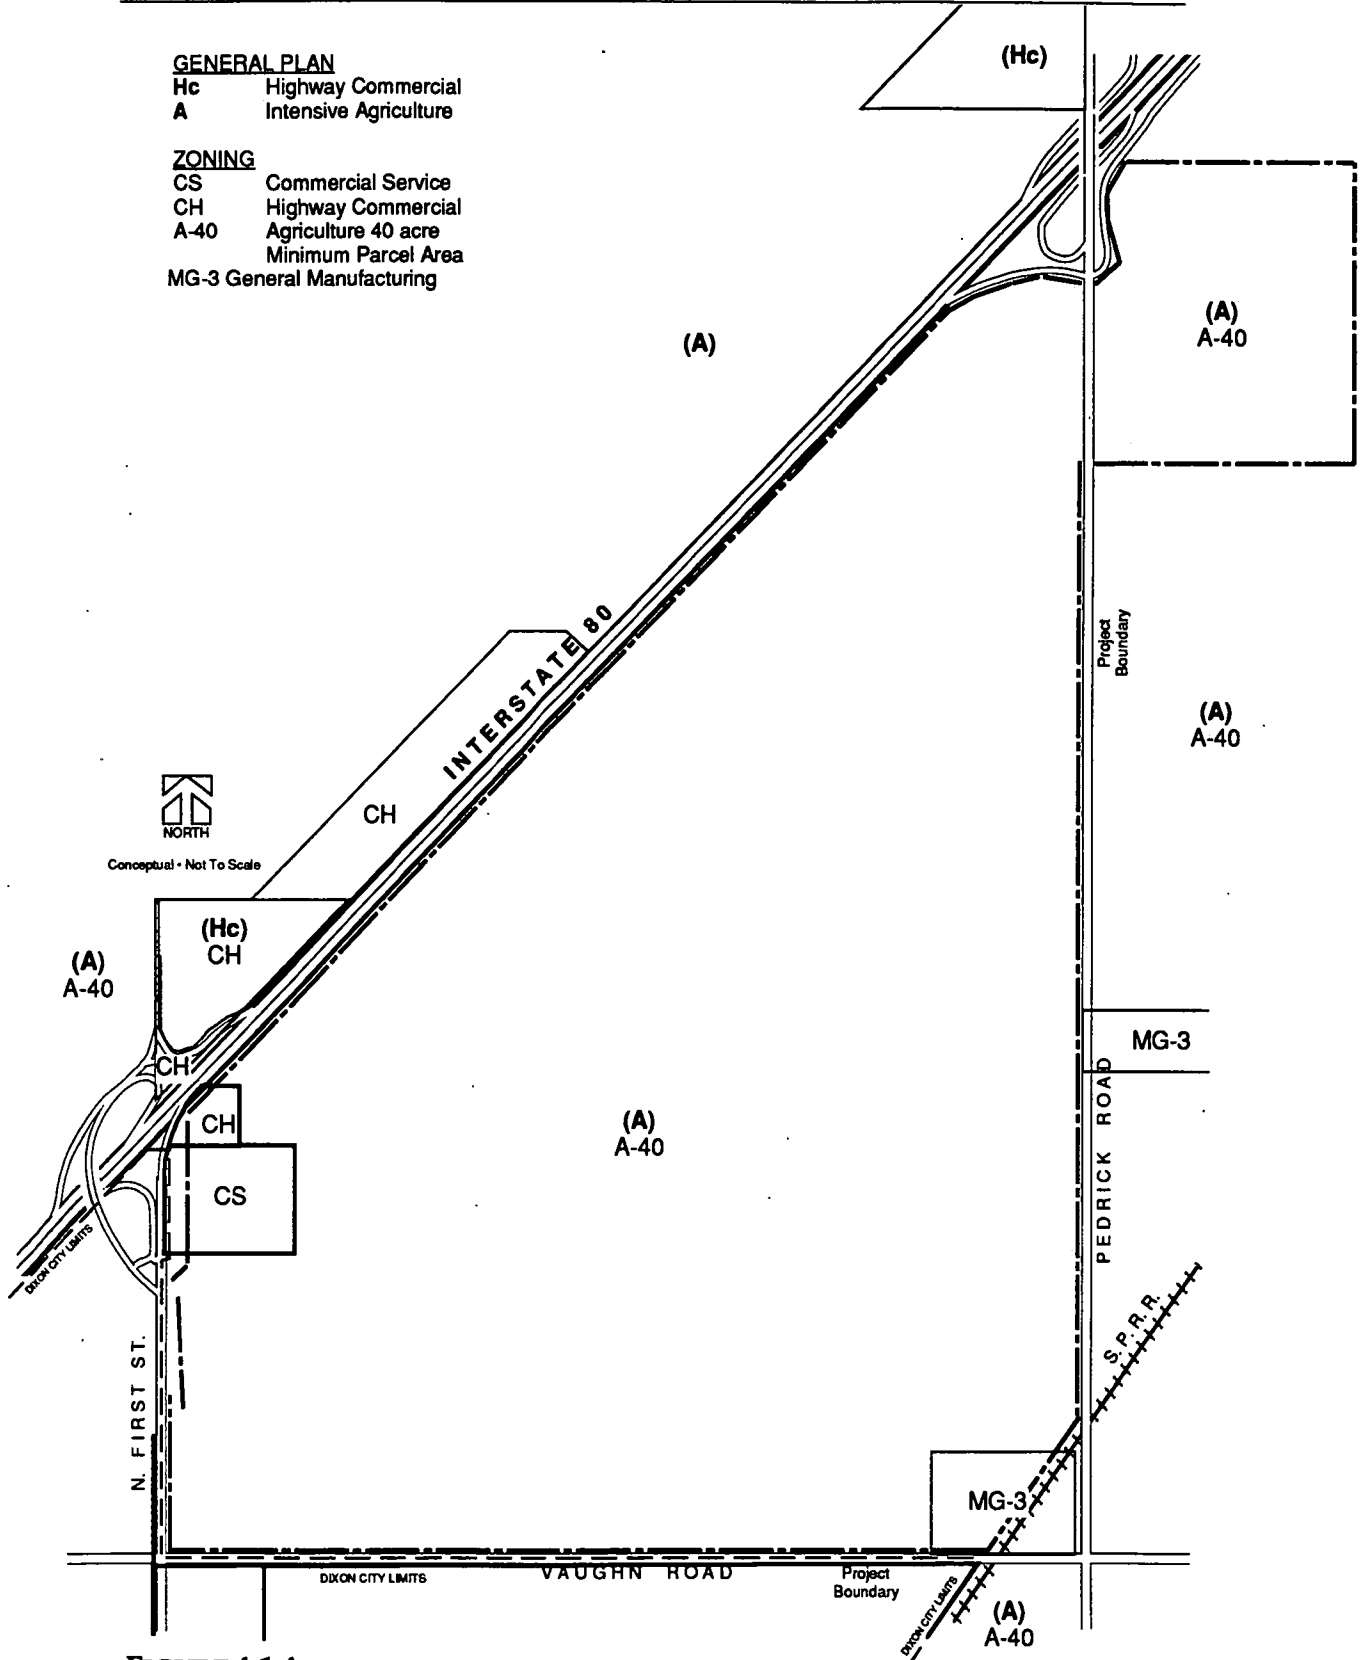 GENERAL PLAN
Hc Highway Commercial
A Intensive Agriculture
ZONING
CS Commercial Service
CH Highway Commercial
A-40 Agriculture 40 acre
Minimum Parcel Area
MG-3 General Manufacturing
(Hc)
(A)
A-40
(A)
INTERSTATE 80
Project
Boundary
(A)
A-40
CH
NORTH
Conceptual • Not To Scale
(Hc)
CH
(A)
A-40
MG-3
CH
CH
(A)
A-40
CS
PEDRICK ROAD
DIXON CITY LIMITS
S. P. R. R.
N. FIRST ST.
MG-3
DIXON CITY LIMITS
VAUGHN ROAD
Project
Boundary
DIXON CITY LIMITS
(A)
A-40